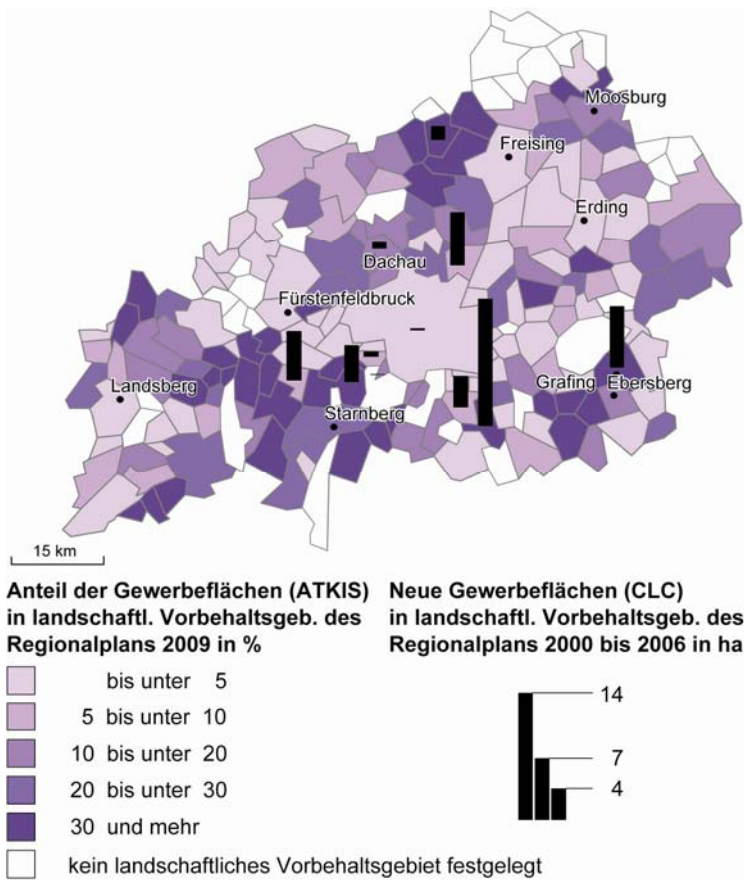 Moosburg
Freising
Erding
Dachau
Fürstenfeldbruck
Landsberg
Grafing Ebersberg
Starnberg
15 km
Anteil der Gewerbeflächen (ATKIS)
in landschaftl. Vorbehaltsgeb. des
Regionalplans 2009 in %
bis unter 5
5 bis unter 10
10 bis unter 20
20 bis unter 30
30 und mehr
kein landschaftliches Vorbehaltsgebiet festgelegt
Neue Gewerbeflächen (CLC)
in landschaftl. Vorbehaltsgeb. des
Regionalplans 2000 bis 2006 in ha
14
7
4